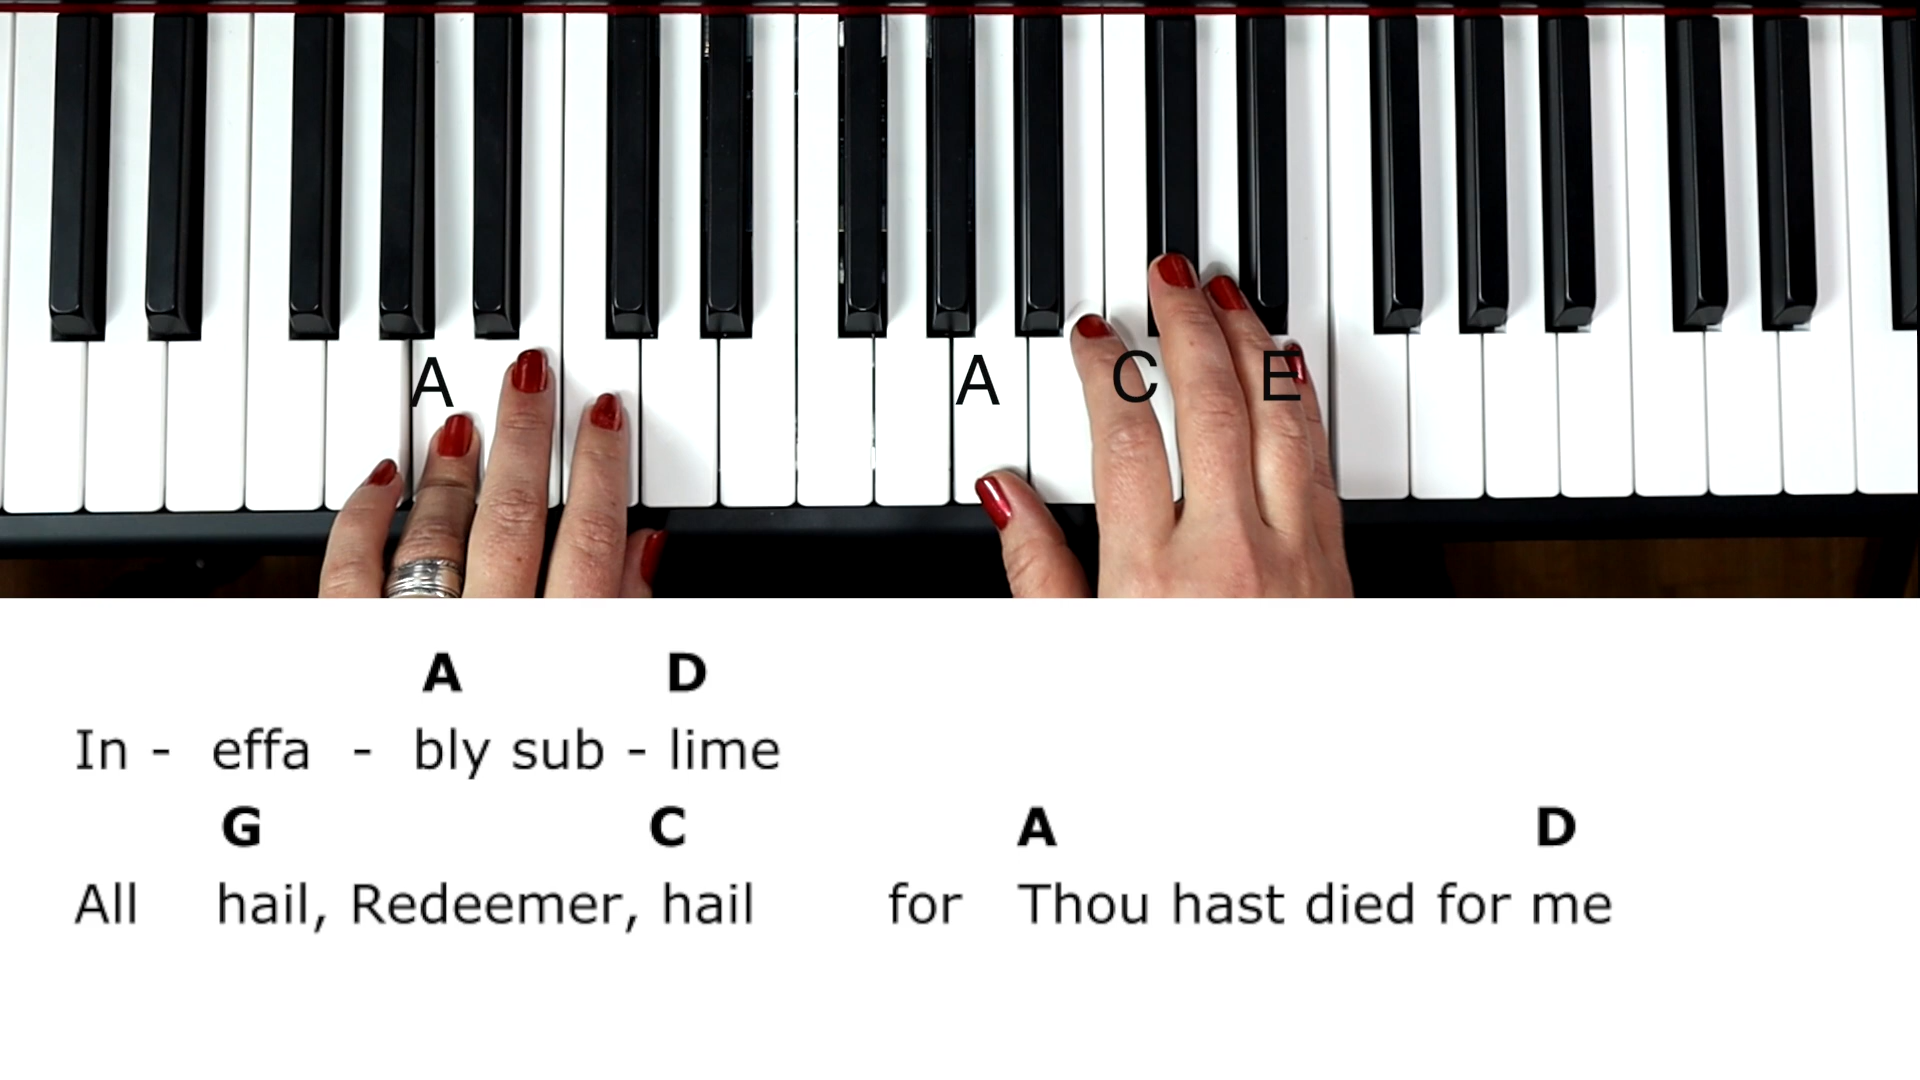 A A C E
A D
In - effa - bly sub - lime
G C A D
All hail, Redeemer, hail for Thou hast died for me